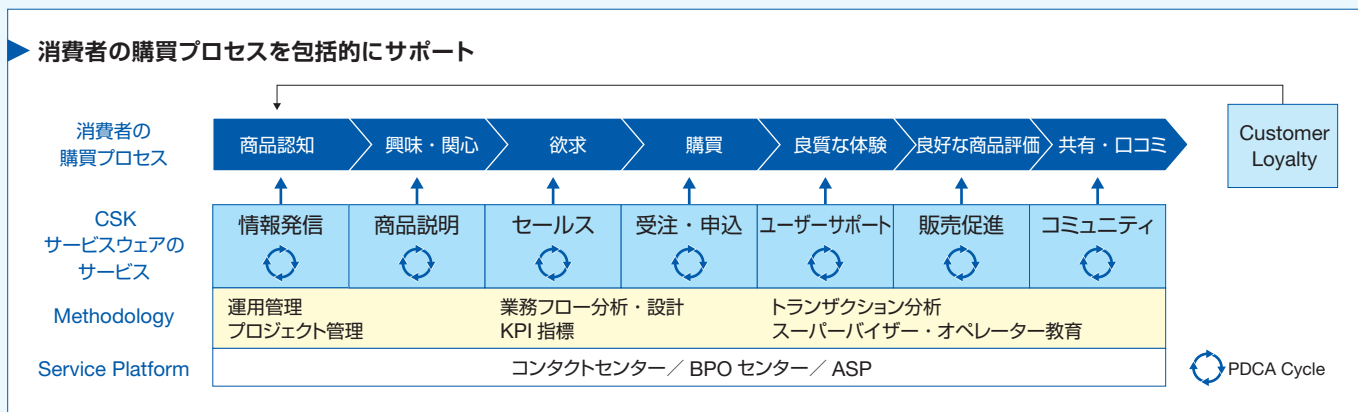 消費者の購買プロセスを包括的にサポート
消費者の
購買プロセス
商品認知
興味・関心
欲求
購買
良質な体験
良好な商品評価
共有・口コミ
Customer
Loyalty
CSK
サービスウェアの
サービス
情報発信
商品説明
セールス
受注・申込
ユーザーサポート
販売促進
コミュニティ
Methodology
運用管理
プロジェクト管理
業務フロー分析・設計
KPI 指標
トランザクション分析
スーパーバイザー・オペレーター教育
Service Platform
コンタクトセンター／ BPO センター／ ASP
PDCA Cycle